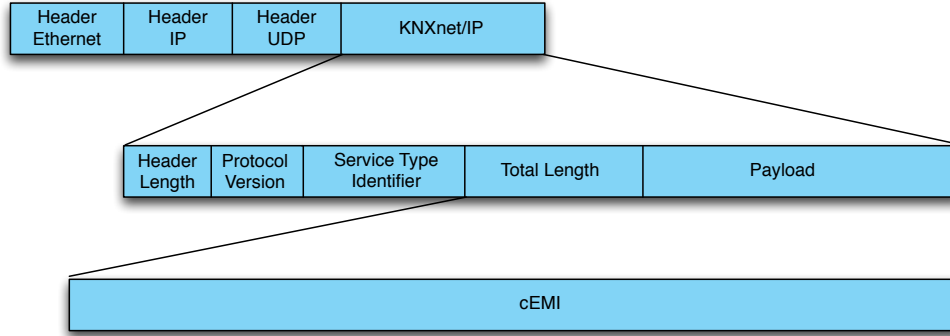 Header
Ethernet
Header
IP
Header
UDP
KNXnet/IP
Header
Length
Protocol
Version
Service Type
Identifier
Total Length
Payload
cEMI